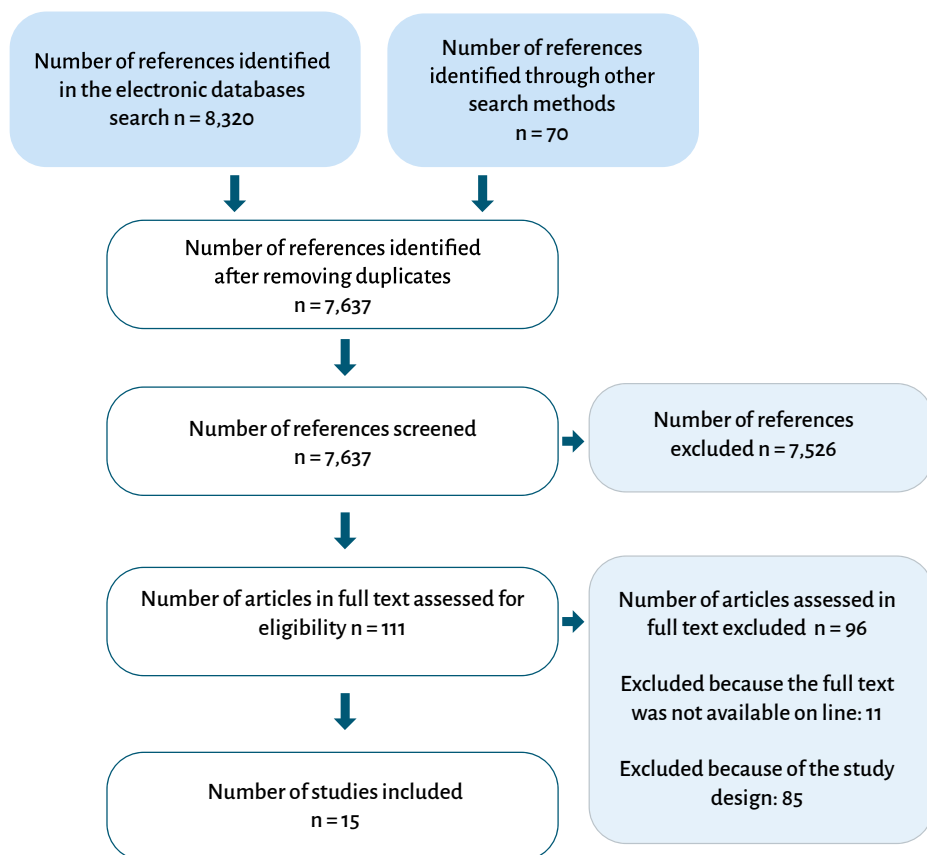 Number of references identified
in the electronic databases
search n = 8,320
Number of references
identified through other
search methods
n = 70
Number of references identified
after removing duplicates
n = 7,637
Number of references screened
n = 7,637
Number of references
excluded n = 7,526
Number of articles in full text assessed for
eligibility n = 111
Number of articles assessed in
full text excluded n = 96
Excluded because the full text
was not available on line: 11
Excluded because of the study
design: 85
Number of studies included
n = 15